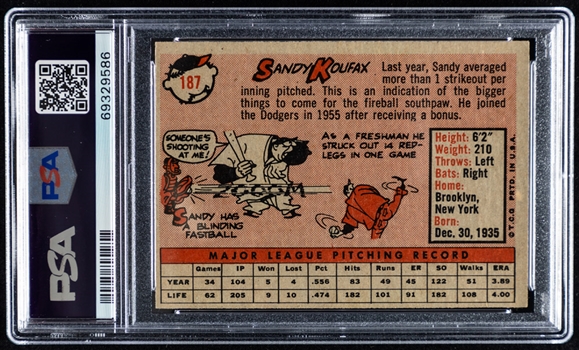 69329586
PSA
PSA
187
SANDY KOUFAX
Last year, Sandy averaged
more than 1 strikeout per
inning pitched. This is an indication of the bigger
things to come for the fireball southpaw. He joined
the Dodgers in 1955 after receiving a bonus.
SOMEONE'S
SHOOTING
AT ME!
ZOOOM
SANDY HAS
A BLINDING
FASTBALL
AS A FRESHMAN HE
STRUCK OUT 14 RED-
LEGS IN ONE GAME
Height: 6'2"
Weight: 210
Throws: Left
Bats: Right
Home:
Brooklyn,
New York
Born:
Dec. 30, 1935
© T.C.G. PRTD. IN U.S.A.
MAJOR LEAGUE PITCHING RECORD
Games IP Won Lost Pct Hits Runs ER SO Walks ERA
YEAR 34 104 5 4 .556 83 49 45 122 51 3.89
LIFE 62 205 9 10 .474 182 101 91 182 108 4.00